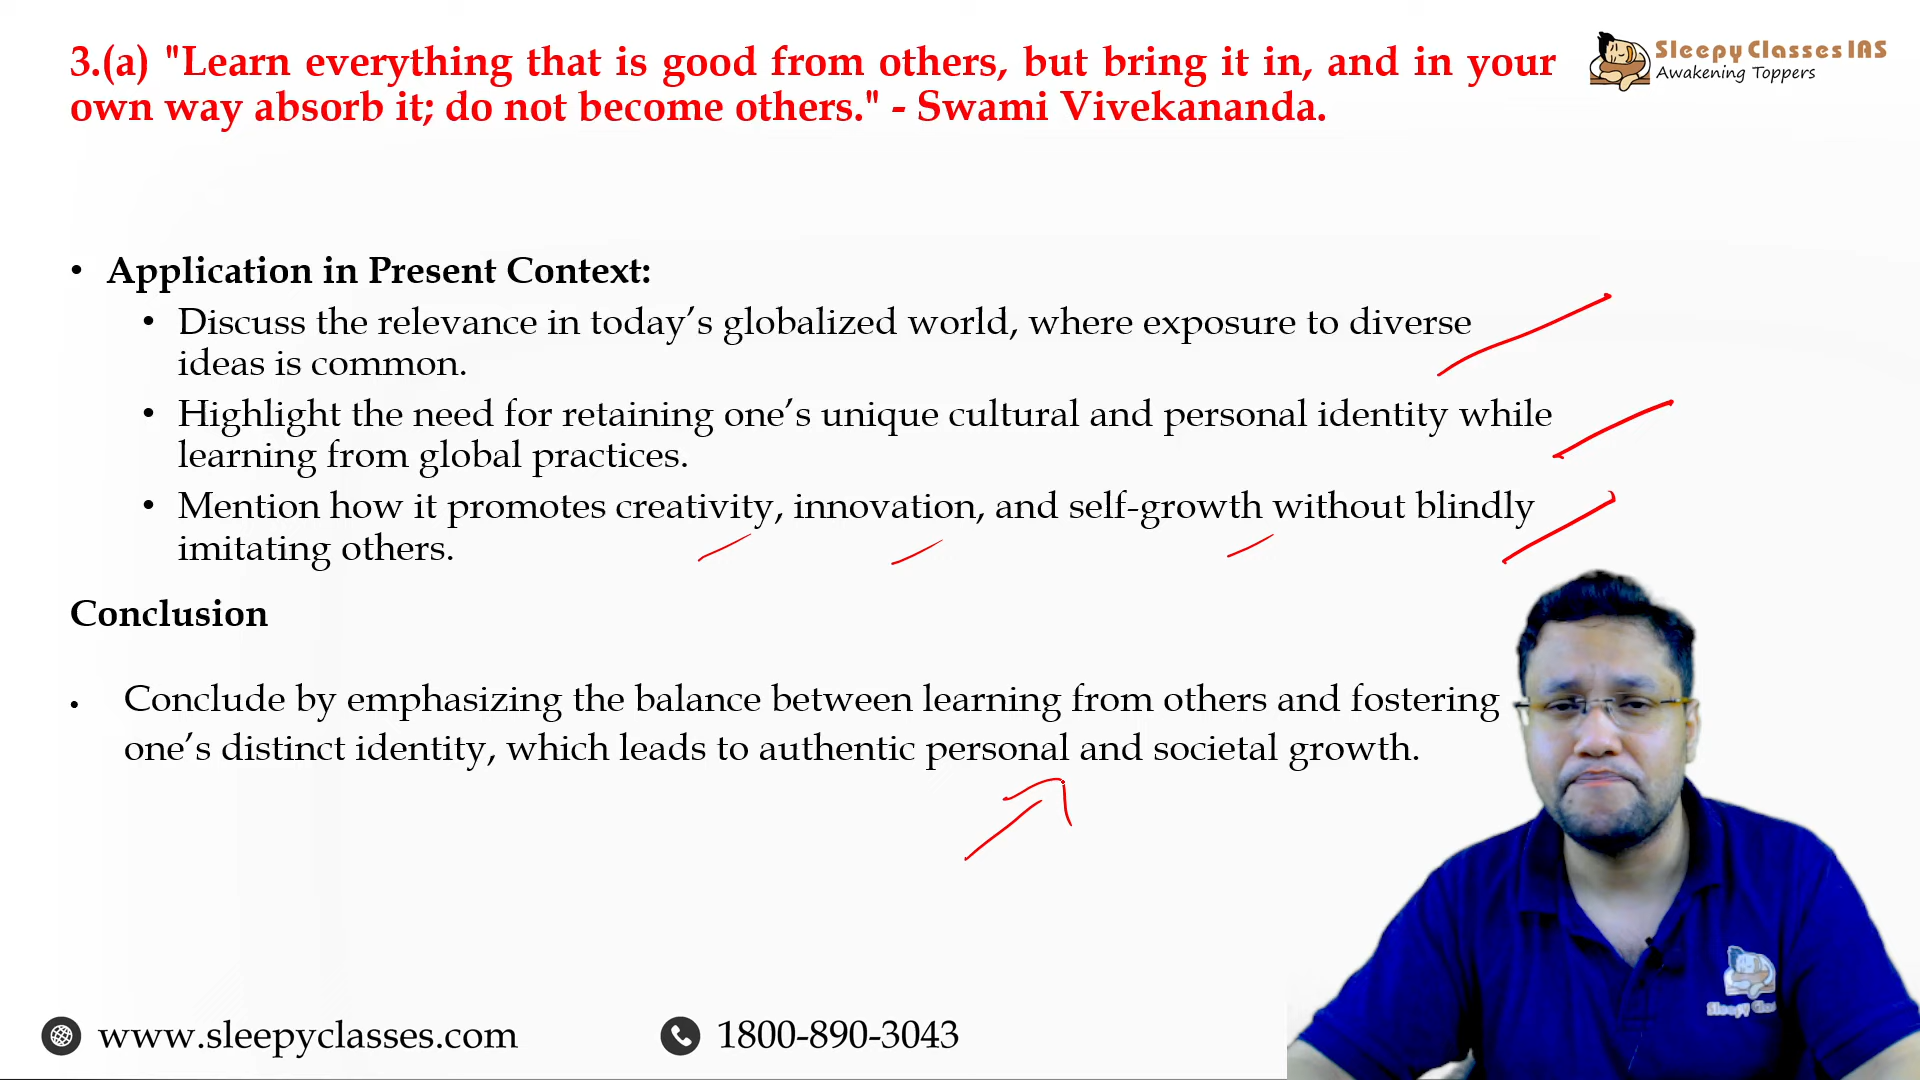 3.(a) "Learn everything that is good from others, but bring it in, and in your
own way absorb it; do not become others." - Swami Vivekananda.
Sleepy Classes IAS
Awakening Toppers
• Application in Present Context:
• Discuss the relevance in today’s globalized world, where exposure to diverse
ideas is common.
• Highlight the need for retaining one’s unique cultural and personal identity while
learning from global practices.
• Mention how it promotes creativity, innovation, and self-growth without blindly
imitating others.
Conclusion
• Conclude by emphasizing the balance between learning from others and fostering
one’s distinct identity, which leads to authentic personal and societal growth.
www.sleepyclasses.com
1800-890-3043